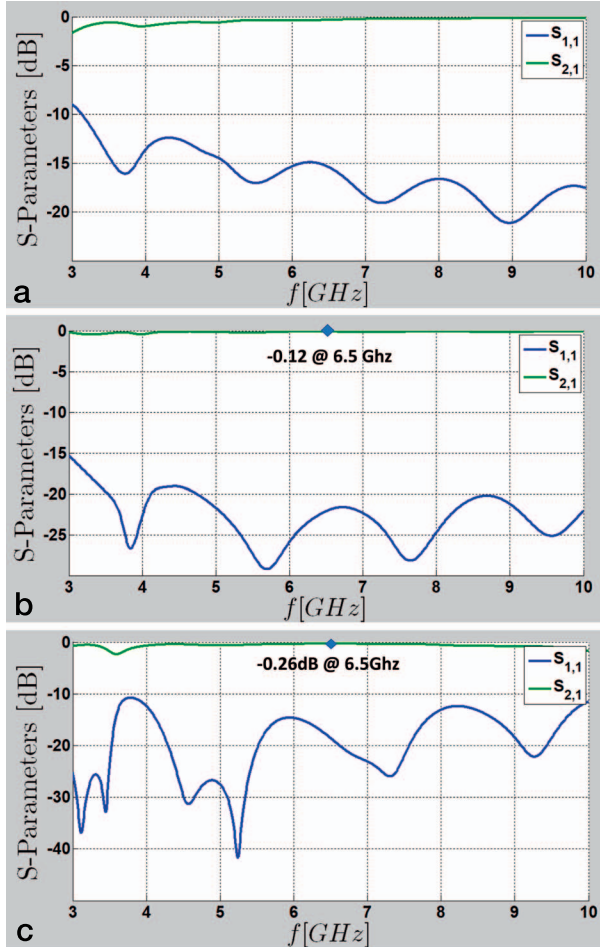 0
-5
-10
-15
-20
S-Parameters [dB]
S1,1
S2,1
3 4 5 6 7 8 9 10
f[GHz]
a
0
-5
-10
-15
-20
-25
S-Parameters [dB]
-0.12 @ 6.5 Ghz
S1,1
S2,1
3 4 5 6 7 8 9 10
f[GHz]
b
0
-10
-20
-30
-40
S-Parameters [dB]
-0.26dB @ 6.5Ghz
S1,1
S2,1
3 4 5 6 7 8 9 10
f[GHz]
c